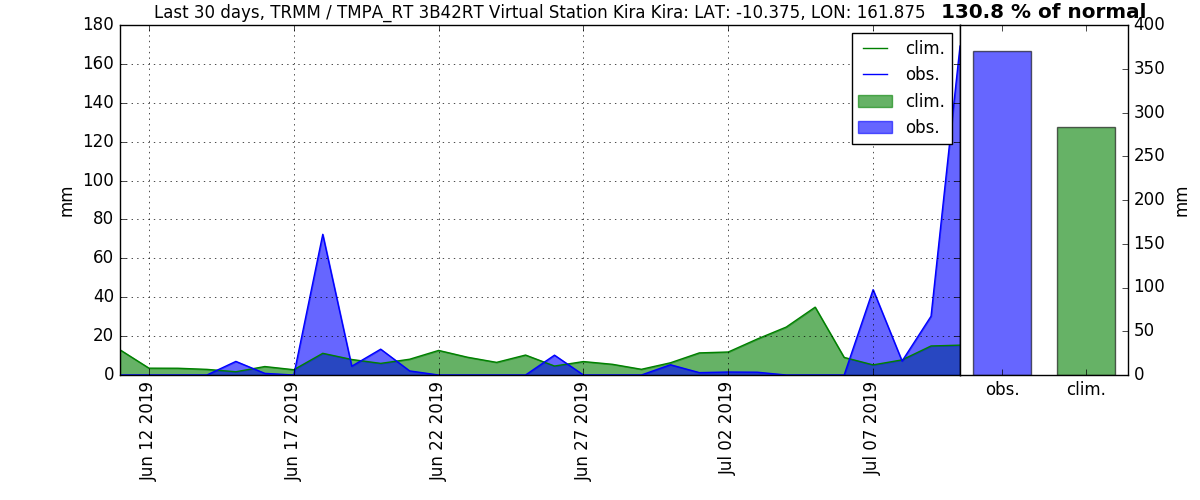 Last 30 days, TRMM / TMPA_RT 3B42RT Virtual Station Kira Kira: LAT: -10.375, LON: 161.875
130.8 % of normal
180
160
140
120
100
80
60
40
20
0
mm
clim.
obs.
clim.
obs.
Jun 12 2019
Jun 17 2019
Jun 22 2019
Jun 27 2019
Jul 02 2019
Jul 07 2019
400
350
300
250
200
150
100
50
0
mm
obs.
clim.